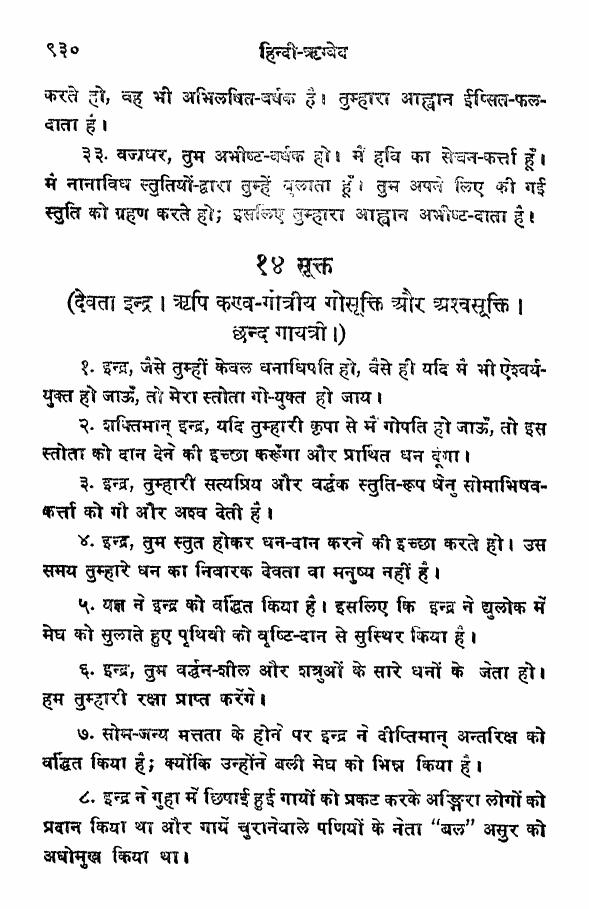 ९३० हिन्दी-ऋग्वेद
करते हो, वह भी अभिलषित-वर्षक है। तुम्हारा आह्वान ईप्सित-फल-
दाता है।
३३. वज्रधर, तुम अभीष्ट-वर्षक हो। मैं हवि का सेचन-कर्त्ता हूँ।
मैं नानाविध स्तुतियों-द्वारा तुम्हें बुलाता हूँ। तुम अपने लिए की गई
स्तुति को ग्रहण करते हो; इसलिए तुम्हारा आह्वान अभीष्ट-दाता है।
१४ सूक्त
(देवता इन्द्र। ऋषि कण्व-गोत्रीय गोसूक्ति और अश्वसूक्ति।
छन्द गायत्री।)
१. इन्द्र, जैसे तुम्हीं केवल धनाधिपति हो, वैसे ही यदि मैं भी ऐश्वर्य-
युक्त हो जाऊँ, तो मेरा स्तोता गो-युक्त हो जाय।
२. शक्तिमान् इन्द्र, यदि तुम्हारी कृपा से मैं गोपति हो जाऊँ, तो इस
स्तोता को दान देने की इच्छा करूँगा और प्रार्थित धन दूंगा।
३. इन्द्र, तुम्हारी सत्यप्रिय और वर्द्धक स्तुति-रूप धेनु सोमाभिषव-
कर्त्ता को गौ और अश्व देती है।
४. इन्द्र, तुम स्तुत होकर धन-दान करने की इच्छा करते हो। उस
समय तुम्हारे धन का निवारक देवता वा मनुष्य नहीं है।
५. यज्ञ ने इन्द्र को वर्द्धित किया है। इसलिए कि इन्द्र ने द्युलोक में
मेघ को सुलाते हुए पृथिवी को वृष्टि-दान से सुस्थिर किया है।
६. इन्द्र, तुम वर्द्धन-शील और शत्रुओं के सारे धनों के जेता हो।
हम तुम्हारी रक्षा प्राप्त करेंगे।
७. सोम-जन्य मत्तता के होने पर इन्द्र ने दीप्तिमान् अन्तरिक्ष को
वर्द्धित किया है; क्योंकि उन्होंने बली मेघ को भिन्न किया है।
८. इन्द्र ने गुहा में छिपाई हुई गायों को प्रकट करके अङ्गिरा लोगों को
प्रदान किया था और गायें चुरानेवाले पणियों के नेता "बल" असुर को
अधोमुख किया था।